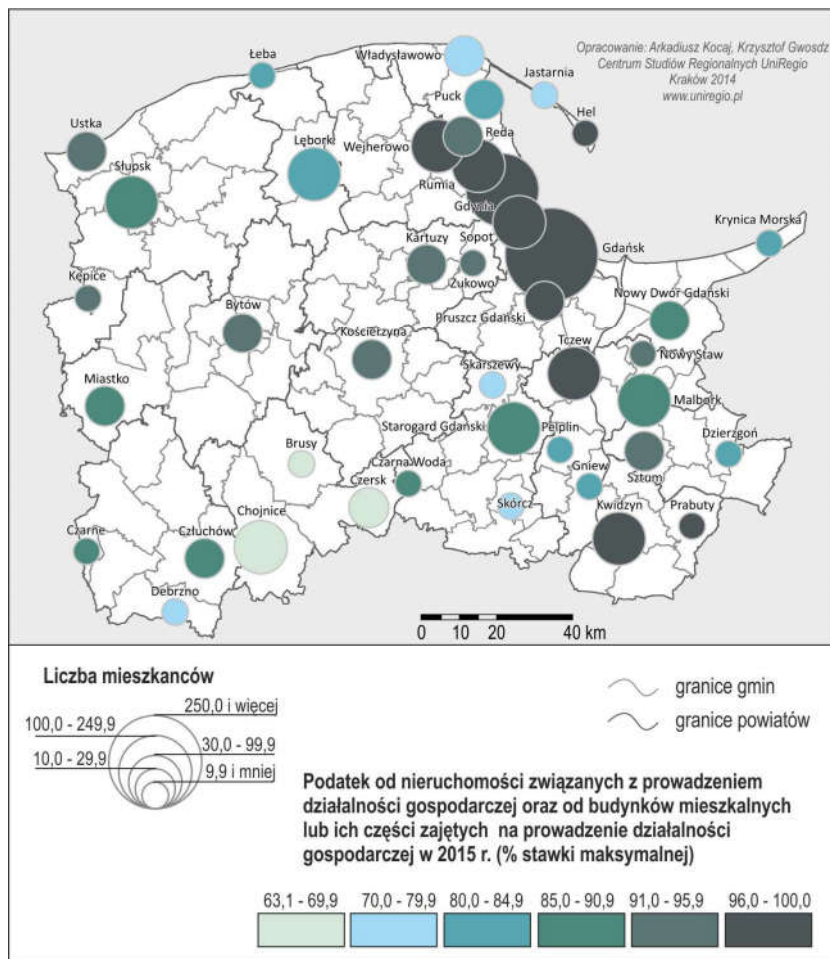 Opracowanie: Arkadiusz Kocaj, Krzysztof Gwosdz
Centrum Studiów Regionalnych UniRegio
Kraków 2014
www.uniregio.pl
Władysławowo
Łeba
Jastarnia
Puck
Hel
Ustka
Reda
Lębork
Wejherowo
Słupsk
Rumia
Gdynia
Krynica Morska
Kartuzy
Sopot
Gdańsk
Kępice
Żukowo
Nowy Dwór Gdański
Bytów
Pruszcz Gdański
Kościerzyna
Tczew
Nowy Staw
Skarszewy
Miastko
Malbork
Starogard Gdański
Pelplin
Dzierzgoń
Brusy
Czarna Woda
Gniew
Sztum
Czersk
Skórcz
Kwidzyn
Prabuty
Chojnice
Czarne
Człuchów
Debrzno
0 10 20 40 km
Liczba mieszkanców
250,0 i więcej
100,0 - 249,9
30,0 - 99,9
10,0 - 29,9
9,9 i mniej
granice gmin
granice powiatów
Podatek od nieruchomości związanych z prowadzeniem
działalności gospodarczej oraz od budynków mieszkalnych
lub ich części zajętych na prowadzenie działalności
gospodarczej w 2015 r. (% stawki maksymalnej)
63,1 - 69,9 70,0 - 79,9 80,0 - 84,9 85,0 - 90,9 91,0 - 95,9 96,0 - 100,0